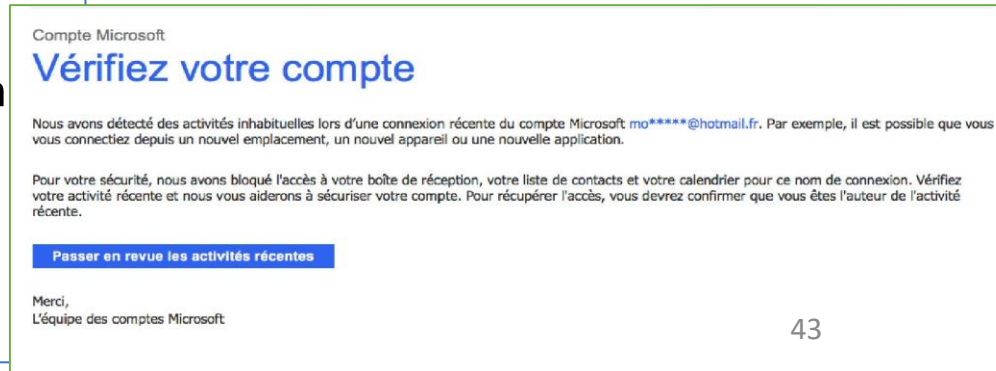 Compte Microsoft
Vérifiez votre compte
Nous avons détecté des activités inhabituelles lors d'une connexion récente du compte Microsoft mo*****@hotmail.fr. Par exemple, il est possible que vous
vous connectiez depuis un nouvel emplacement, un nouvel appareil ou une nouvelle application.
Pour votre sécurité, nous avons bloqué l'accès à votre boîte de réception, votre liste de contacts et votre calendrier pour ce nom de connexion. Vérifiez
votre activité récente et nous vous aiderons à sécuriser votre compte. Pour récupérer l'accès, vous devrez confirmer que vous êtes l'auteur de l'activité
récente.
Passer en revue les activités récentes
Merci,
L'équipe des comptes Microsoft
43